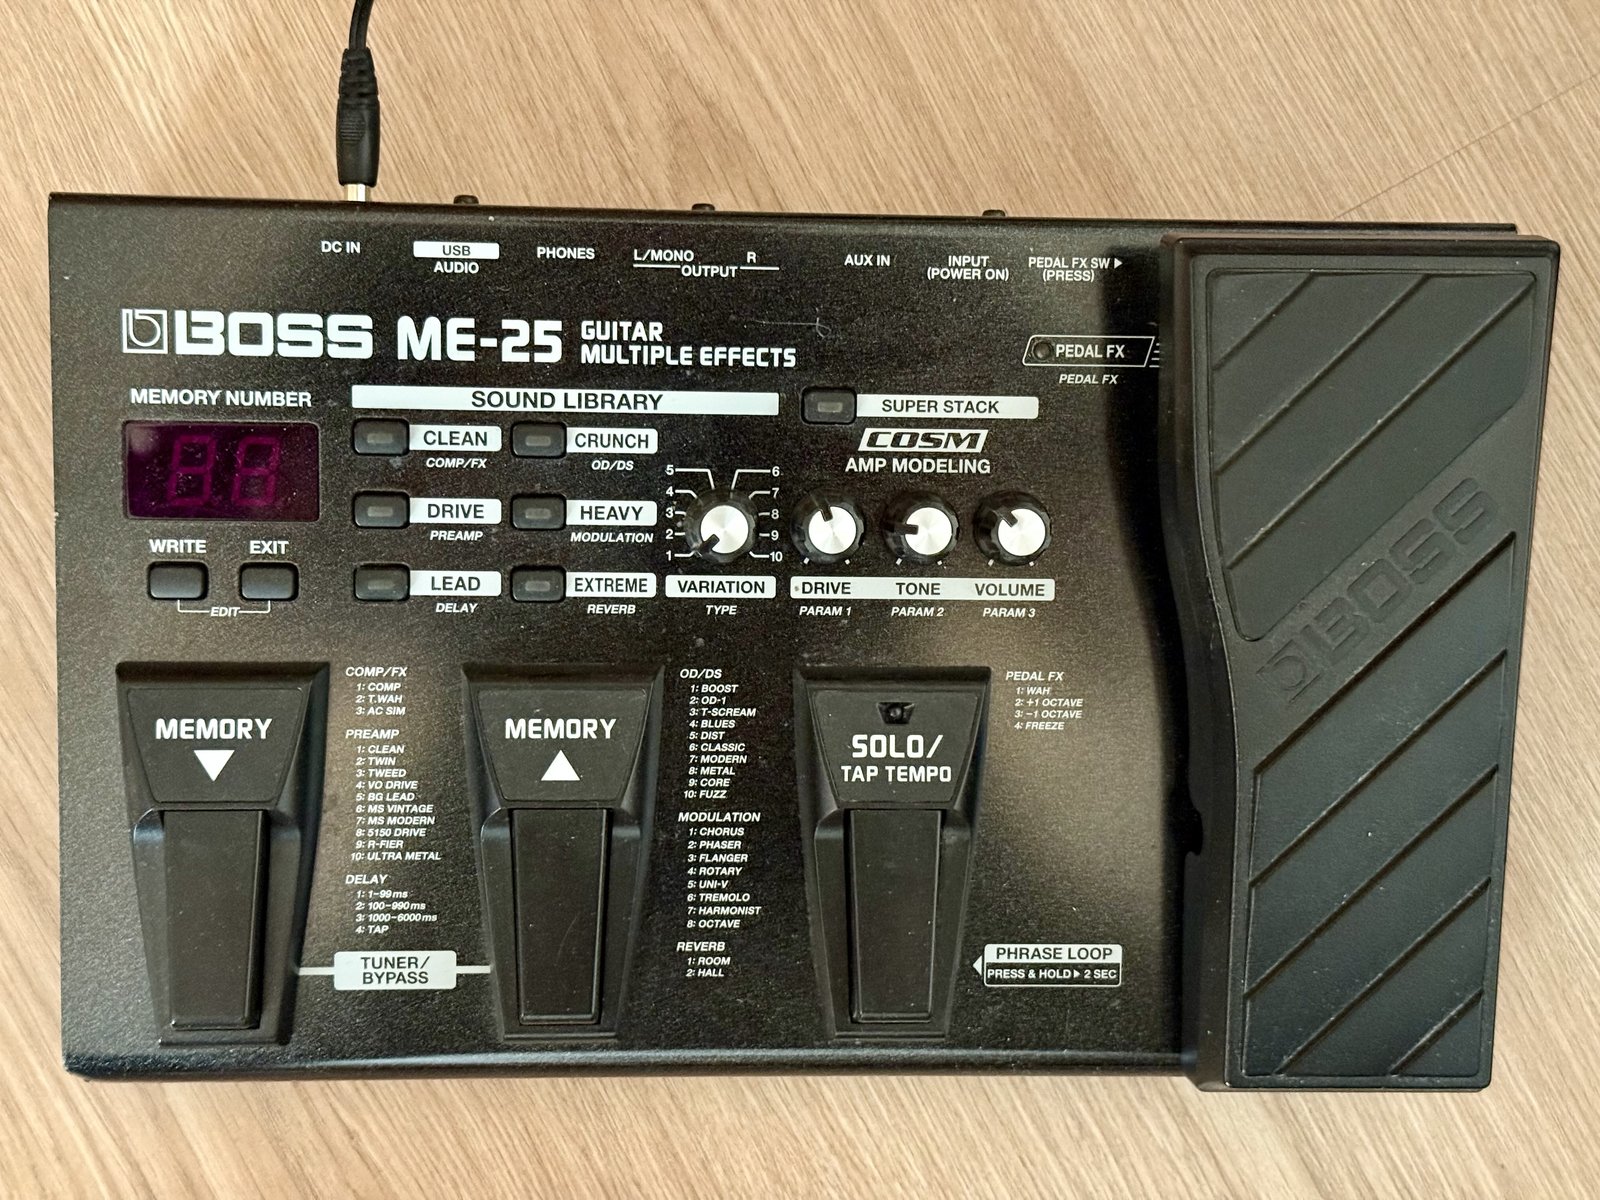 DC IN
USB
AUDIO
PHONES
L/MONO R
OUTPUT
AUX IN
INPUT
(POWER ON)
PEDAL FX SW ▶
(PRESS)
BOSS ME-25 GUITAR
MULTIPLE EFFECTS
PEDAL FX
PEDAL FX
MEMORY NUMBER
SOUND LIBRARY
CLEAN
COMP/FX
CRUNCH
OD/DS
DRIVE
PREAMP
HEAVY
MODULATION
LEAD
DELAY
EXTREME
REVERB
WRITE EXIT
EDIT
5 6
4 7
3 8
2 9
1 10
VARIATION
TYPE
SUPER STACK
COSM
AMP MODELING
DRIVE TONE VOLUME
PARAM 1 PARAM 2 PARAM 3
MEMORY
▼
COMP/FX
1: COMP
2: T.WAH
3: AC SIM
PREAMP
1: CLEAN
2: TWIN
3: TWEED
4: VO DRIVE
5: BG LEAD
6: MS VINTAGE
7: MS MODERN
8: 5150 DRIVE
9: R-FIER
10: ULTRA METAL
DELAY
1: 1-99ms
2: 100-990ms
3: 1000-6000ms
4: TAP
TUNER/
BYPASS
MEMORY
▲
OD/DS
1: BOOST
2: OD-1
3: T-SCREAM
4: BLUES
5: DIST
6: CLASSIC
7: MODERN
8: METAL
9: CORE
10: FUZZ
MODULATION
1: CHORUS
2: PHASER
3: FLANGER
4: ROTARY
5: UNI-V
6: TREMOLO
7: HARMONIST
8: OCTAVE
REVERB
1: ROOM
2: HALL
SOLO/
TAP TEMPO
PEDAL FX
1: WAH
2: +1 OCTAVE
3: -1 OCTAVE
4: FREEZE
PHRASE LOOP
PRESS & HOLD ▶ 2 SEC
BOSS